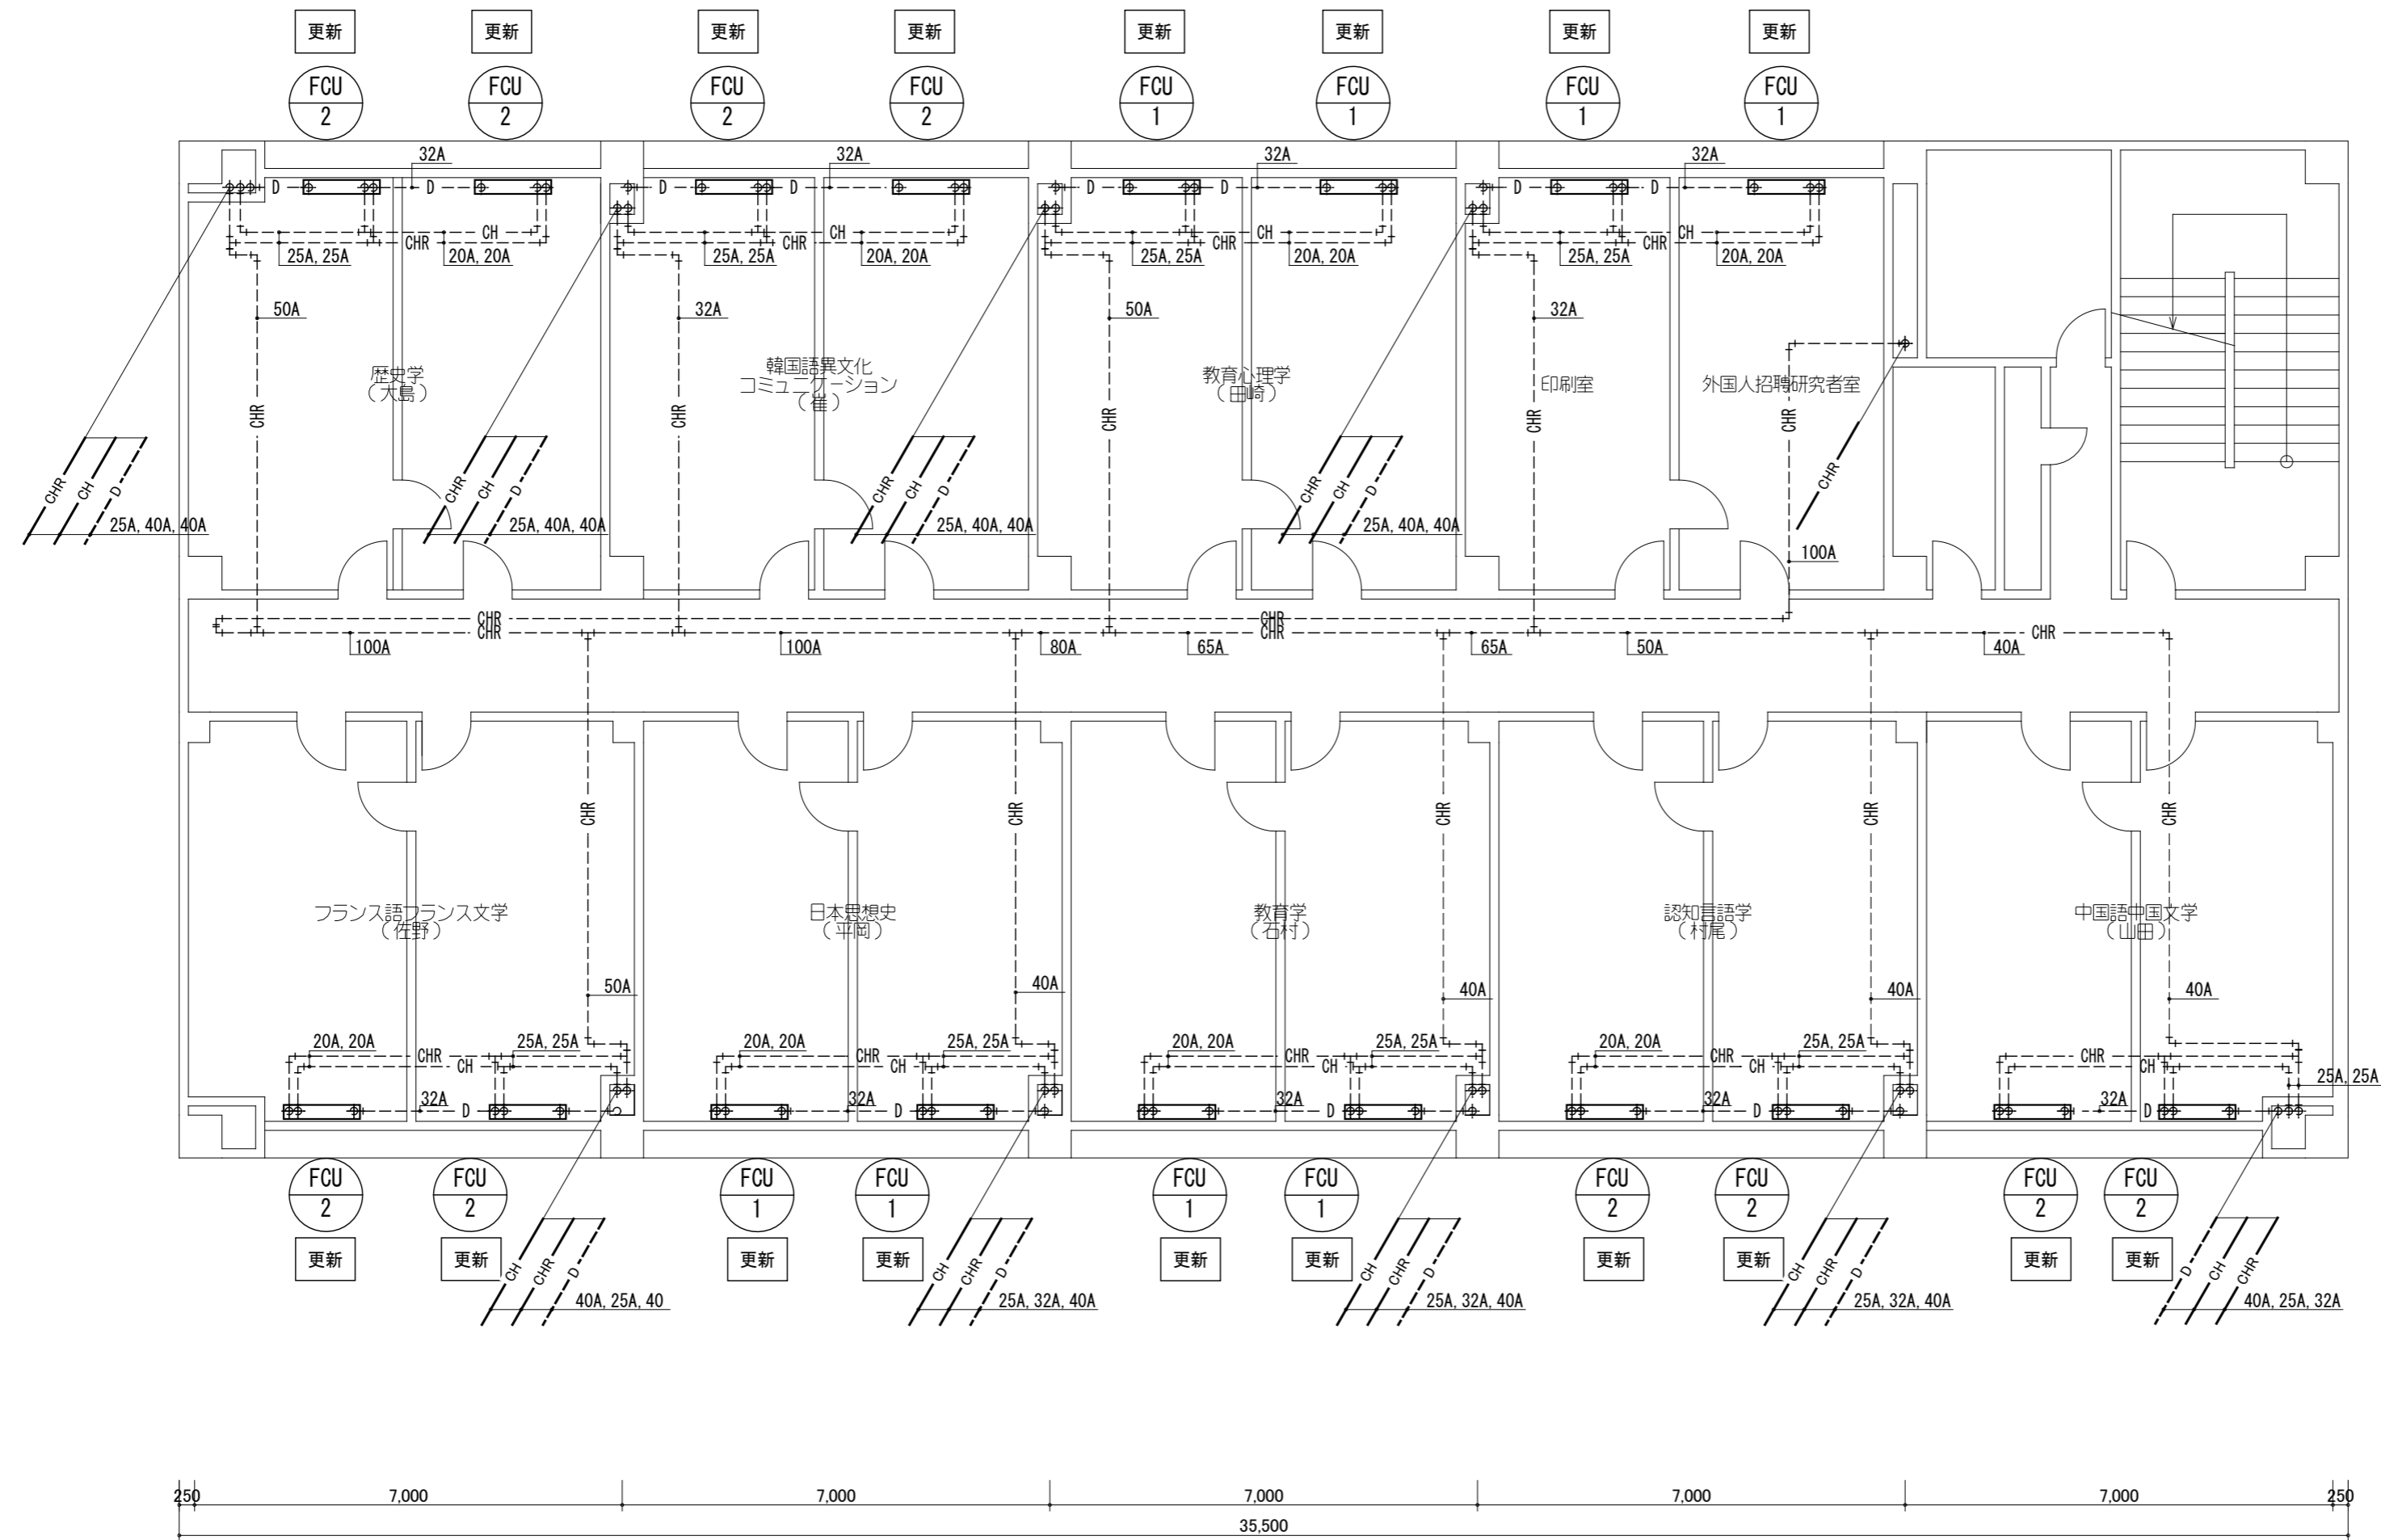 更新 更新 更新 更新 更新 更新 更新 更新
FCU FCU FCU FCU FCU FCU FCU FCU
2 2 2 2 1 1 1 1
32A 32A 32A 32A
D D D D D D D D
CH CH CH CH
CHR CHR CHR CHR
25A, 25A 20A, 20A 25A, 25A 20A, 20A 25A, 25A 20A, 20A 25A, 25A 20A, 20A
50A 32A 50A 32A
歴史学
(大島)
韓国語異文化
コミュニケーション
(崔)
教育心理学
(田崎)
印刷室
外国人招聘研究者室
CHR CHR CHR CHR CHR
CHR CH D CHR CH D CHR CH D CHR CH D CHR
25A, 40A, 40A 25A, 40A, 40A 25A, 40A, 40A 25A, 40A, 40A
100A
CHR CHR
CHR CHR CHR
100A 100A 80A 65A 65A 50A 40A
CHR CHR CHR CHR CHR
フランス語フランス文学
(佐野)
日本思想史
(平岡)
教育学
(石村)
認知言語学
(村尾)
中国語中国文学
(山田)
50A 40A 40A 40A 40A
20A, 20A 25A, 25A 20A, 20A 25A, 25A 20A, 20A 25A, 25A 20A, 20A 25A, 25A
CHR CHR CHR CHR CHR
CH CH CH CH CH
25A, 25A
32A 32A 32A 32A 32A
D D D D D
FCU FCU FCU FCU FCU FCU FCU FCU FCU FCU
2 2 1 1 1 1 2 2 2 2
更新 更新 更新 更新 更新 更新 更新 更新 更新 更新
CH CHR D CH CHR D CH CHR D CH CHR D D CH CHR
40A, 25A, 40 25A, 32A, 40A 25A, 32A, 40A 25A, 32A, 40A 40A, 25A, 32A
250 7,000 7,000 7,000 7,000 7,000 250
35,500